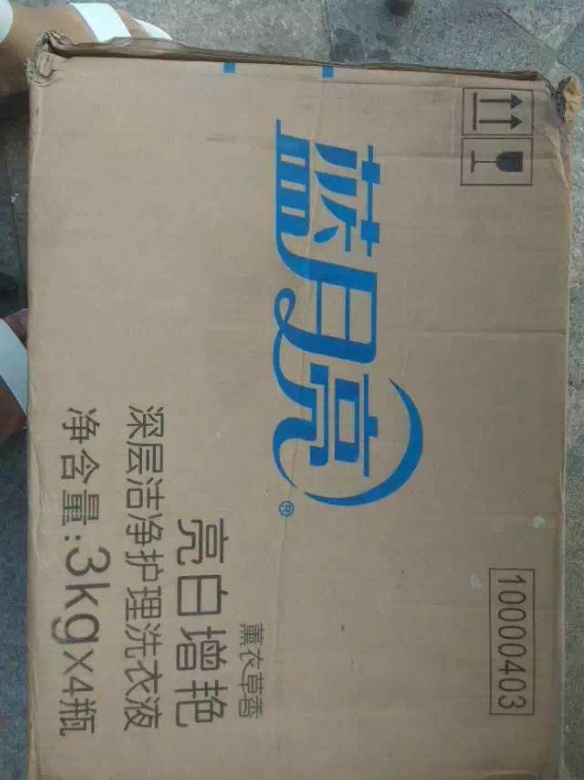 蓝月亮®
10000403
薰衣草香
亮白增艳
深层洁净护理洗衣液
净含量:3kg×4瓶